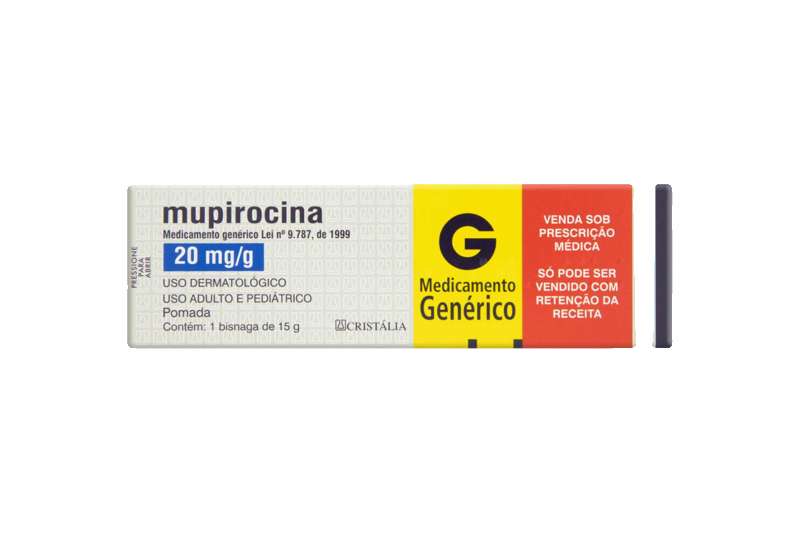 PRESSIONE
PARA
ABRIR
mupirocina
Medicamento genérico Lei nº 9.787, de 1999
20 mg/g
USO DERMATOLÓGICO
USO ADULTO E PEDIÁTRICO
Pomada
Contém: 1 bisnaga de 15 g
CRISTÁLIA
G
Medicamento
Genérico
VENDA SOB
PRESCRIÇÃO
MÉDICA
SÓ PODE SER
VENDIDO COM
RETENÇÃO DA
RECEITA